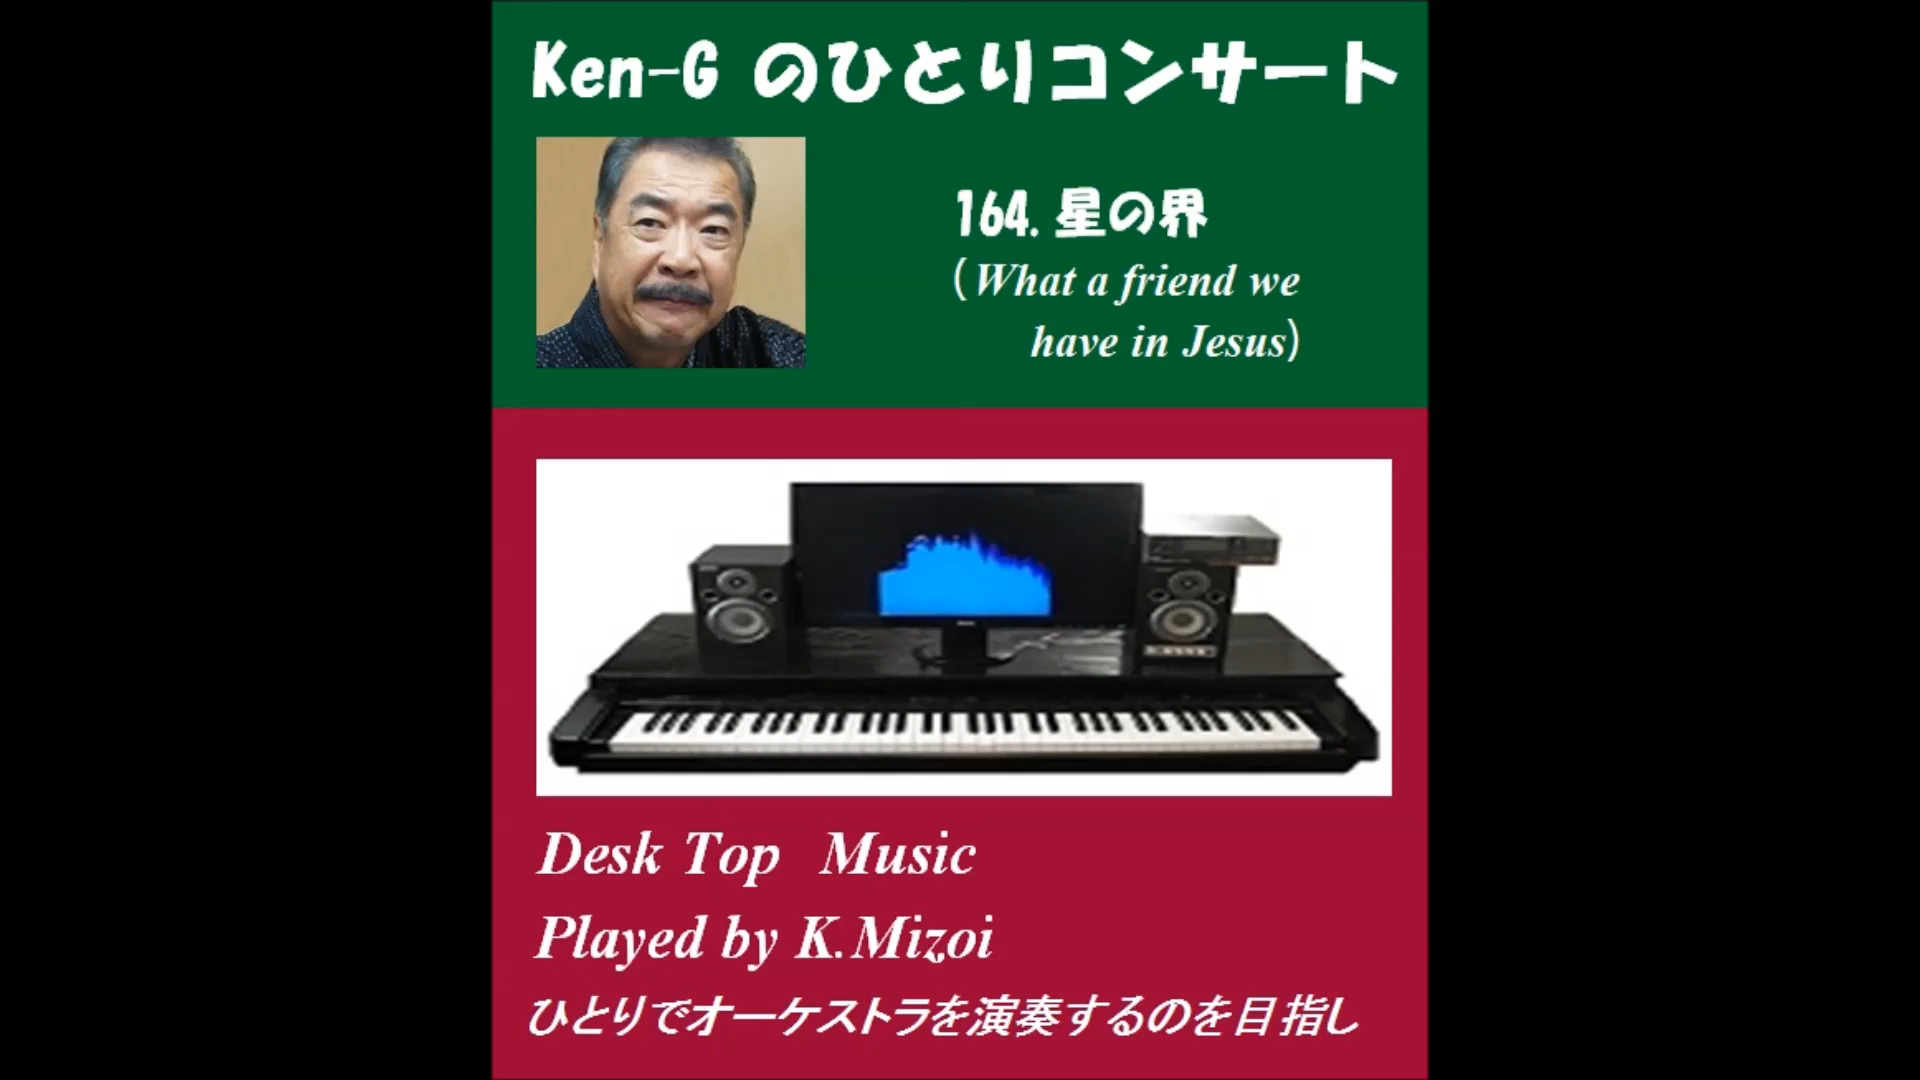 Ken-G のひとりコンサート
164. 星の界
(What a friend we
have in Jesus)
Desk Top Music
Played by K.Mizoi
ひとりでオーケストラを演奏するのを目指し